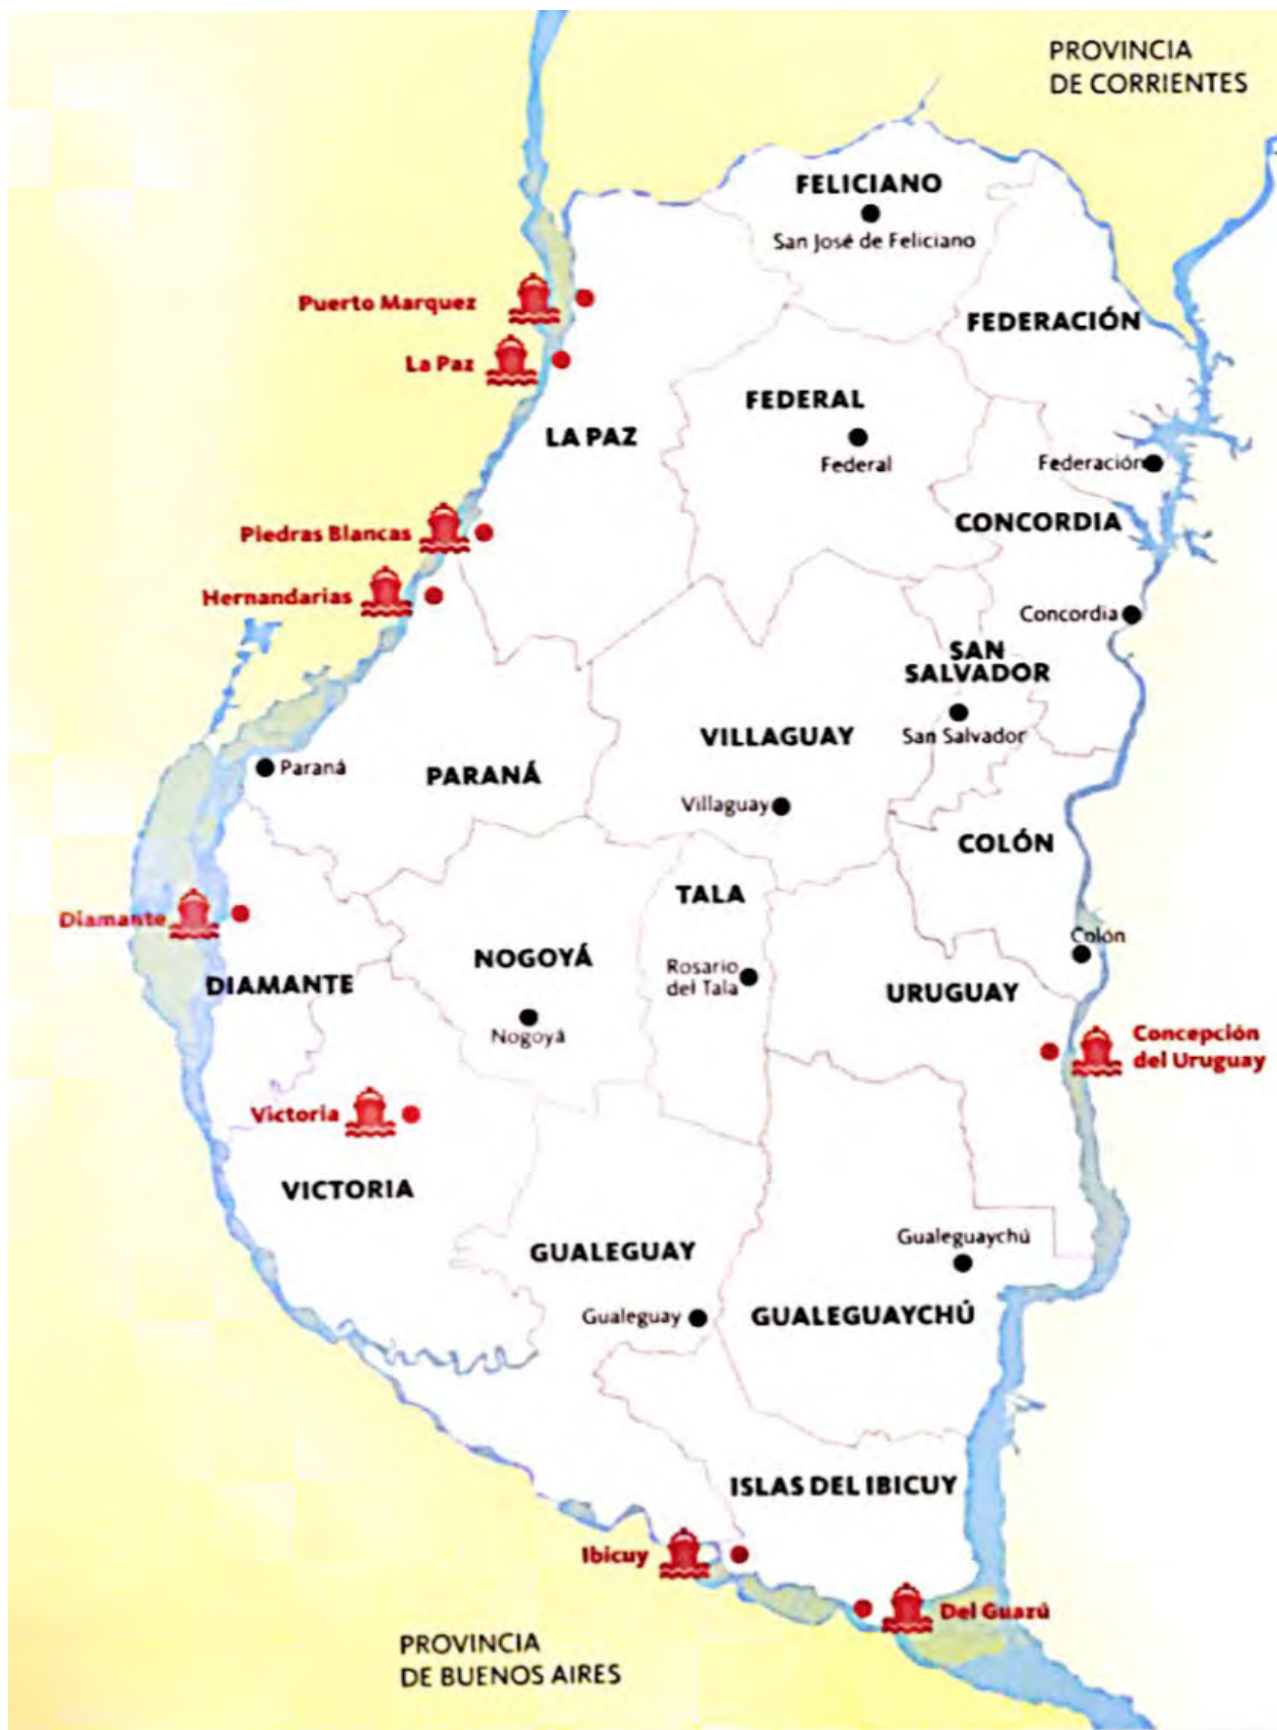 PROVINCIA
DE CORRIENTES
FELICIANO
San José de Feliciano
Puerto Marquez
FEDERACIÓN
La Paz
FEDERAL
LA PAZ
Federal
Federación
CONCORDIA
Piedras Blancas
Hernandarias
Concordia
SAN
SALVADOR
San Salvador
VILLAGUAY
Paraná
PARANÁ
Villaguay
COLÓN
TALA
Diamante
Colón
NOGOYÁ
Rosario
del Tala
DIAMANTE
URUGUAY
Nogoyá
Concepción
del Uruguay
Victoria
VICTORIA
Gualeguaychú
GUALEGUAY
Gualeguay
GUALEGUAYCHÚ
ISLAS DEL IBICUY
Ibicuy
Del Guazú
PROVINCIA
DE BUENOS AIRES